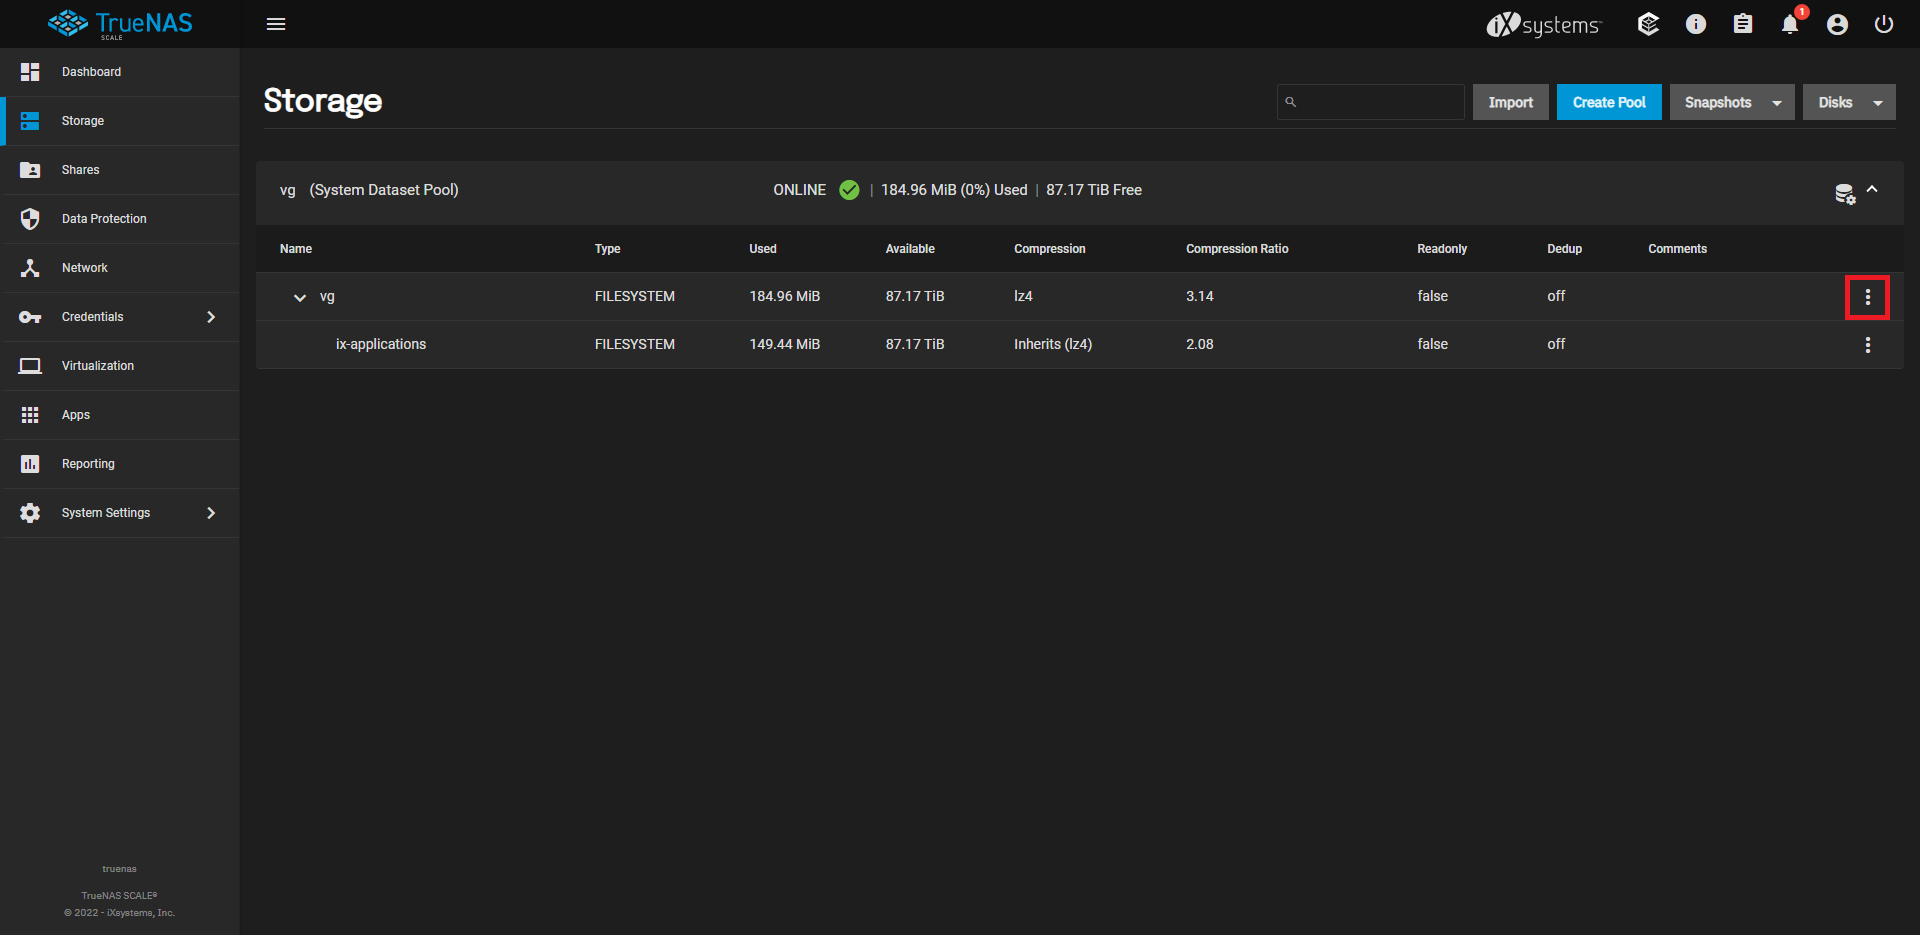 TrueNAS
SCALE
iXsystems™
1
Dashboard
Storage
Shares
Data Protection
Network
Credentials
Virtualization
Apps
Reporting
System Settings
truenas
TrueNAS SCALE®
© 2022 - iXsystems, Inc.
Storage
Import
Create Pool
Snapshots
Disks
vg (System Dataset Pool) ONLINE | 184.96 MiB (0%) Used | 87.17 TiB Free
Name Type Used Available Compression Compression Ratio Readonly Dedup Comments
vg FILESYSTEM 184.96 MiB 87.17 TiB lz4 3.14 false off
ix-applications FILESYSTEM 149.44 MiB 87.17 TiB Inherits (lz4) 2.08 false off